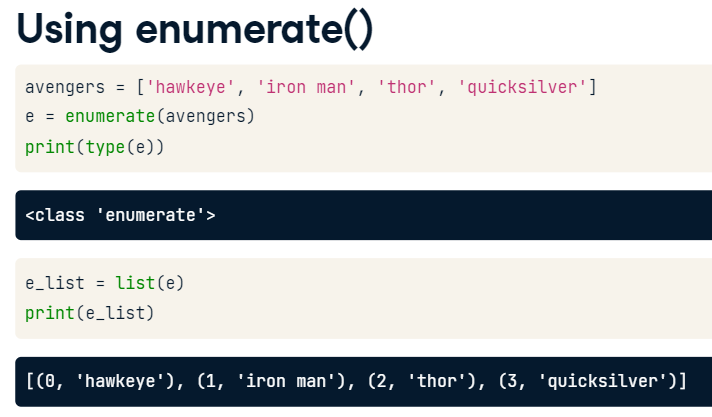 Using enumerate()
avengers = ['hawkeye', 'iron man', 'thor', 'quicksilver']
e = enumerate(avengers)
print(type(e))
<class 'enumerate'>
e_list = list(e)
print(e_list)
[(0, 'hawkeye'), (1, 'iron man'), (2, 'thor'), (3, 'quicksilver')]